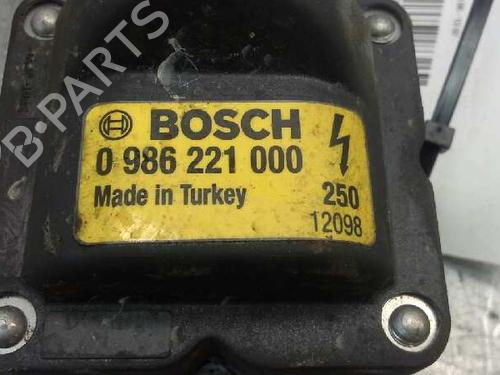 BOSCH
0 986 221 000
Made in Turkey 250
12098
B-PARTS